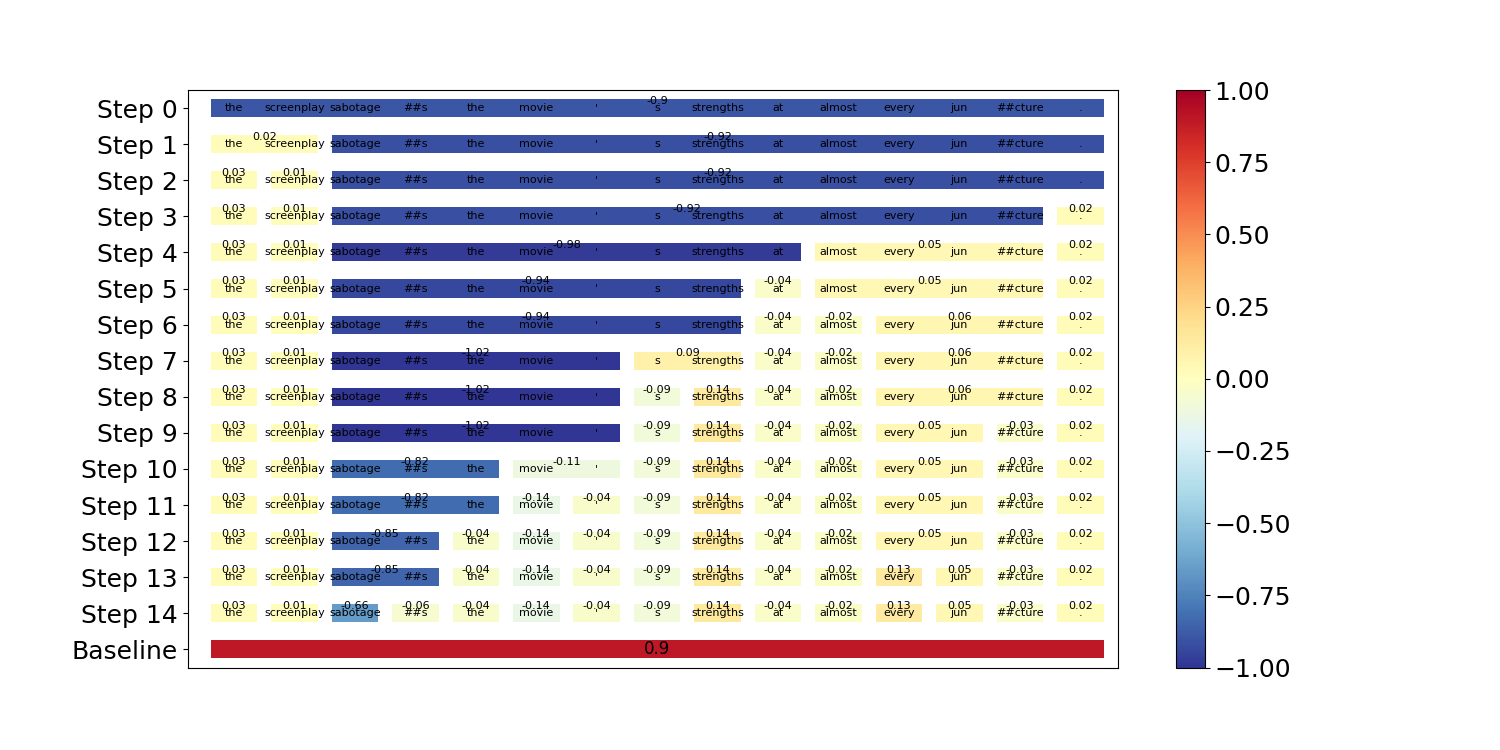 Step 0 the screenplay sabotage ##s the movie ' s strengths at almost every jun ##cture .
-0.9
Step 1 the screenplay sabotage ##s the movie ' s strengths at almost every jun ##cture .
0.02 -0.92
Step 2 the screenplay sabotage ##s the movie ' s strengths at almost every jun ##cture .
0.03 0.01 -0.92
Step 3 the screenplay sabotage ##s the movie ' s strengths at almost every jun ##cture .
0.03 0.01 -0.92 0.02
Step 4 the screenplay sabotage ##s the movie ' s strengths at almost every jun ##cture .
0.03 0.01 -0.98 0.05 0.02
Step 5 the screenplay sabotage ##s the movie ' s strengths at almost every jun ##cture .
0.03 0.01 -0.94 -0.04 0.05 0.02
Step 6 the screenplay sabotage ##s the movie ' s strengths at almost every jun ##cture .
0.03 0.01 -0.94 -0.04 -0.02 0.06 0.02
Step 7 the screenplay sabotage ##s the movie ' s strengths at almost every jun ##cture .
0.03 0.01 -1.02 0.09 -0.04 -0.02 0.06 0.02
Step 8 the screenplay sabotage ##s the movie ' s strengths at almost every jun ##cture .
0.03 0.01 -1.02 -0.09 0.14 -0.04 -0.02 0.06 0.02
Step 9 the screenplay sabotage ##s the movie ' s strengths at almost every jun ##cture .
0.03 0.01 -1.02 -0.09 0.14 -0.04 -0.02 0.05 -0.03 0.02
Step 10 the screenplay sabotage ##s the movie ' s strengths at almost every jun ##cture .
0.03 0.01 -0.82 -0.11 -0.09 0.14 -0.04 -0.02 0.05 -0.03 0.02
Step 11 the screenplay sabotage ##s the movie ' s strengths at almost every jun ##cture .
0.03 0.01 -0.82 -0.14 -0.04 -0.09 0.14 -0.04 -0.02 0.05 -0.03 0.02
Step 12 the screenplay sabotage ##s the movie ' s strengths at almost every jun ##cture .
0.03 0.01 -0.85 -0.04 -0.14 -0.04 -0.09 0.14 -0.04 -0.02 0.05 -0.03 0.02
Step 13 the screenplay sabotage ##s the movie ' s strengths at almost every jun ##cture .
0.03 0.01 -0.85 -0.04 -0.14 -0.04 -0.09 0.14 -0.04 -0.02 0.13 0.05 -0.03 0.02
Step 14 the screenplay sabotage ##s the movie ' s strengths at almost every jun ##cture .
0.03 0.01 -0.66 -0.06 -0.04 -0.14 -0.04 -0.09 0.14 -0.04 -0.02 0.13 0.05 -0.03 0.02
Baseline 0.9
1.00
0.75
0.50
0.25
0.00
−0.25
−0.50
−0.75
−1.00